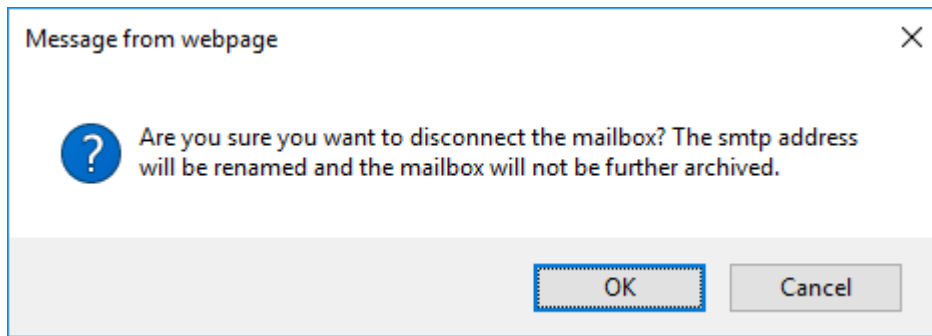 Message from webpage
Are you sure you want to disconnect the mailbox? The smtp address
will be renamed and the mailbox will not be further archived.
OK
Cancel